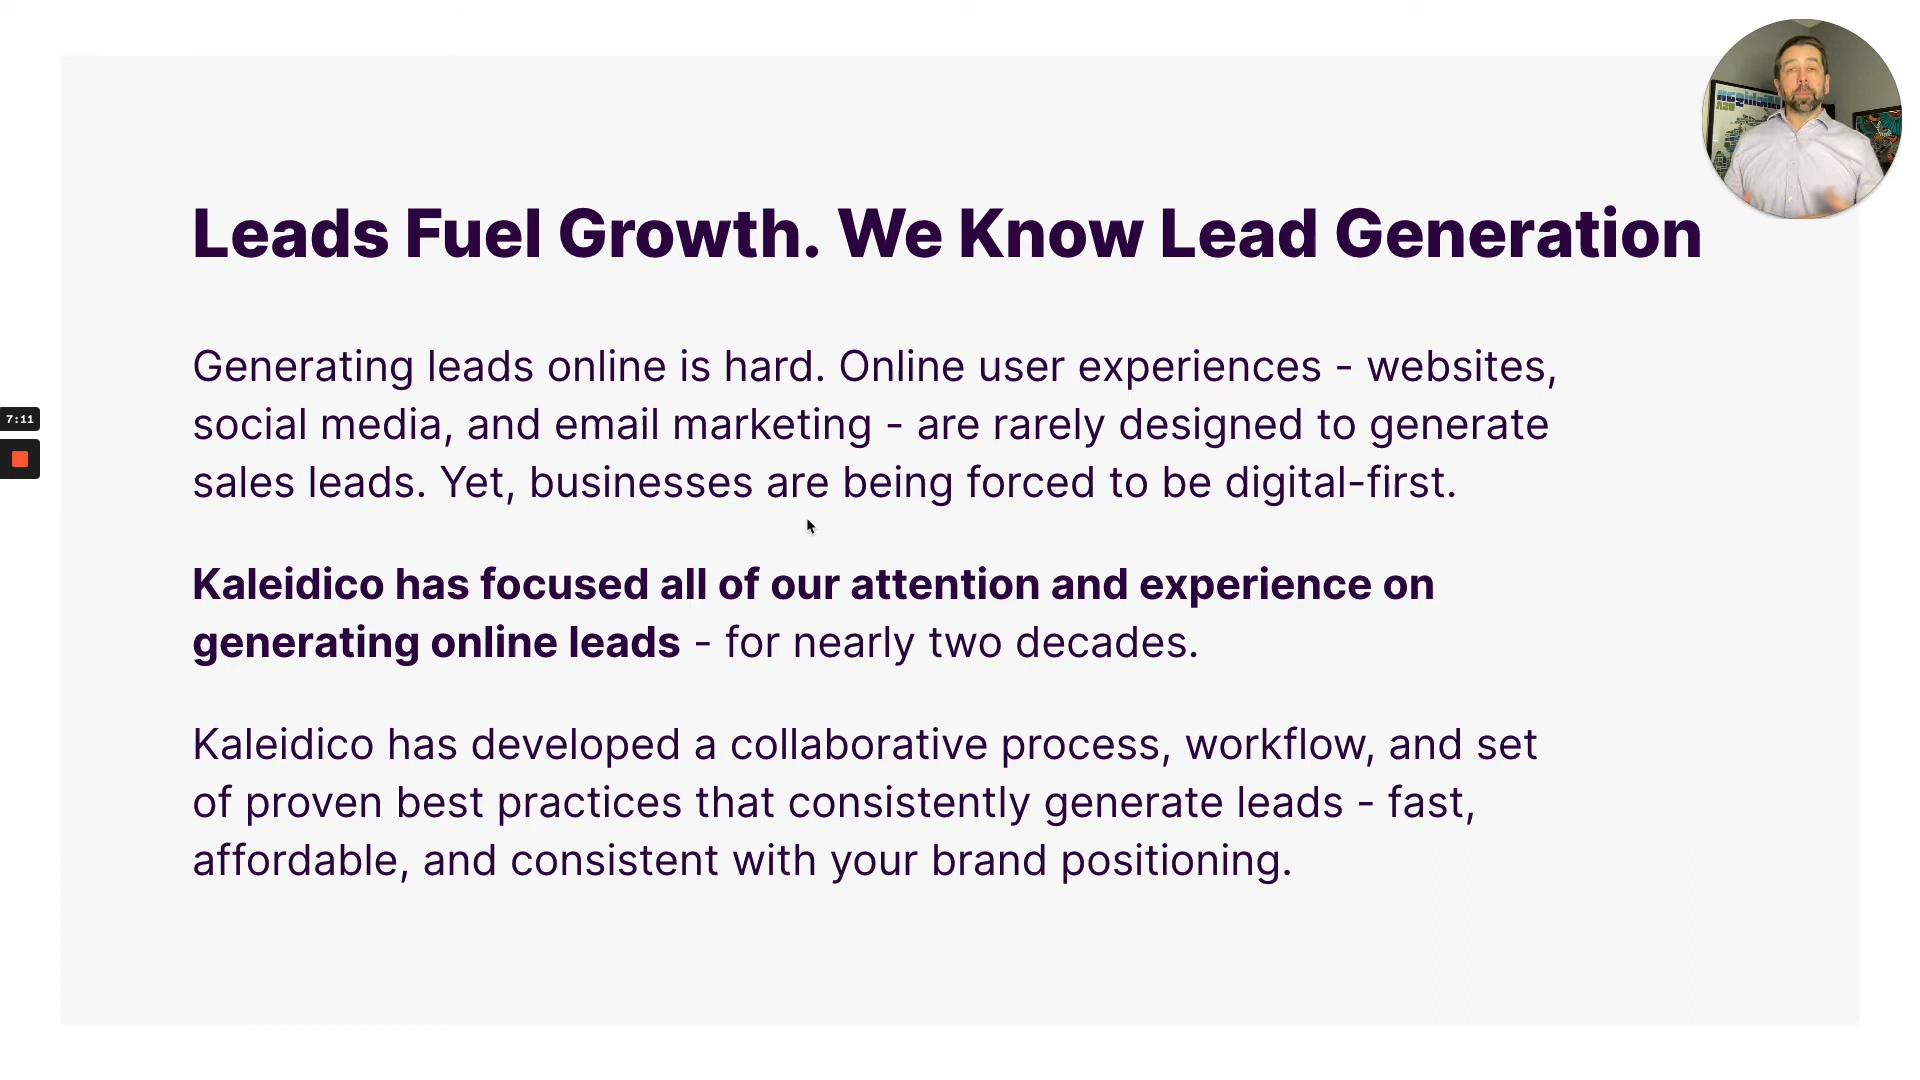 Leads Fuel Growth. We Know Lead Generation
Generating leads online is hard. Online user experiences - websites,
social media, and email marketing - are rarely designed to generate
7:11
sales leads. Yet, businesses are being forced to be digital-first.
Kaleidico has focused all of our attention and experience on
generating online leads - for nearly two decades.
Kaleidico has developed a collaborative process, workflow, and set
of proven best practices that consistently generate leads - fast,
affordable, and consistent with your brand positioning.